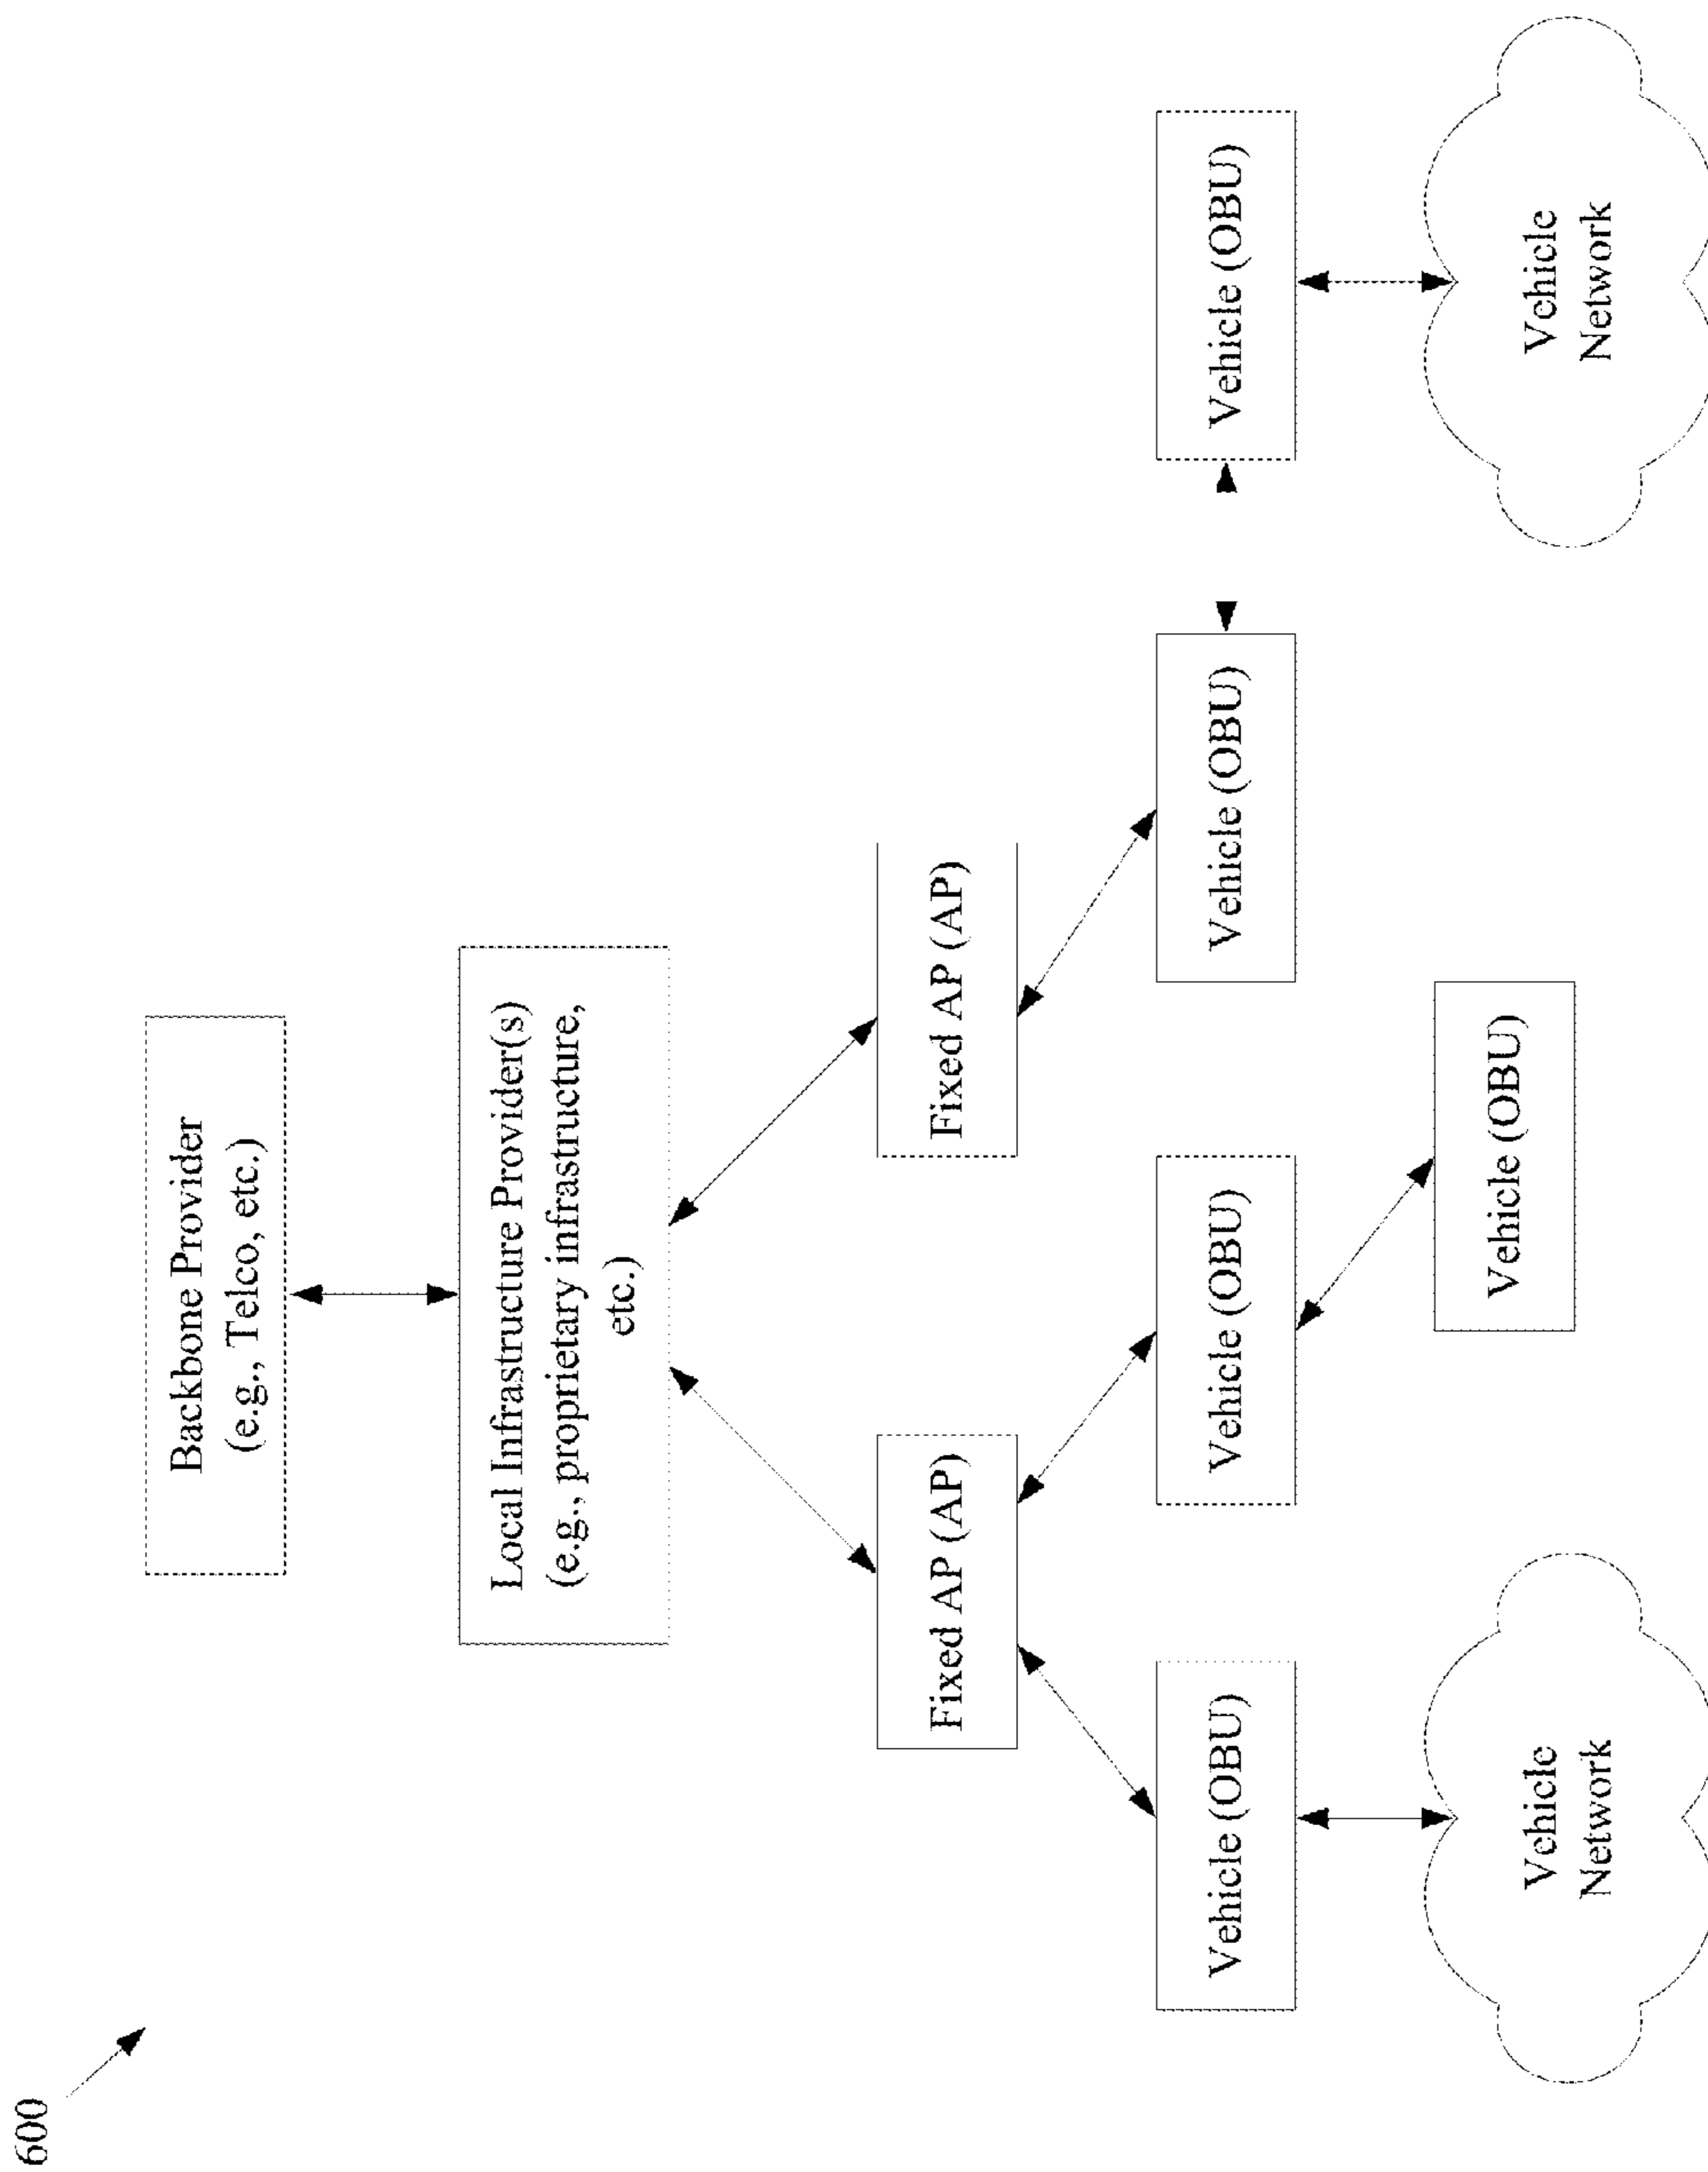 600
Backbone Provider
(e.g., Telco, etc.)
Local Infrastructure Provider(s)
(e.g., proprietary infrastructure,
etc.)
Fixed AP (AP)
Fixed AP (AP)
Vehicle (OBU)
Vehicle (OBU)
Vehicle (OBU)
Vehicle (OBU)
Vehicle
Network
Vehicle (OBU)
Vehicle
Network